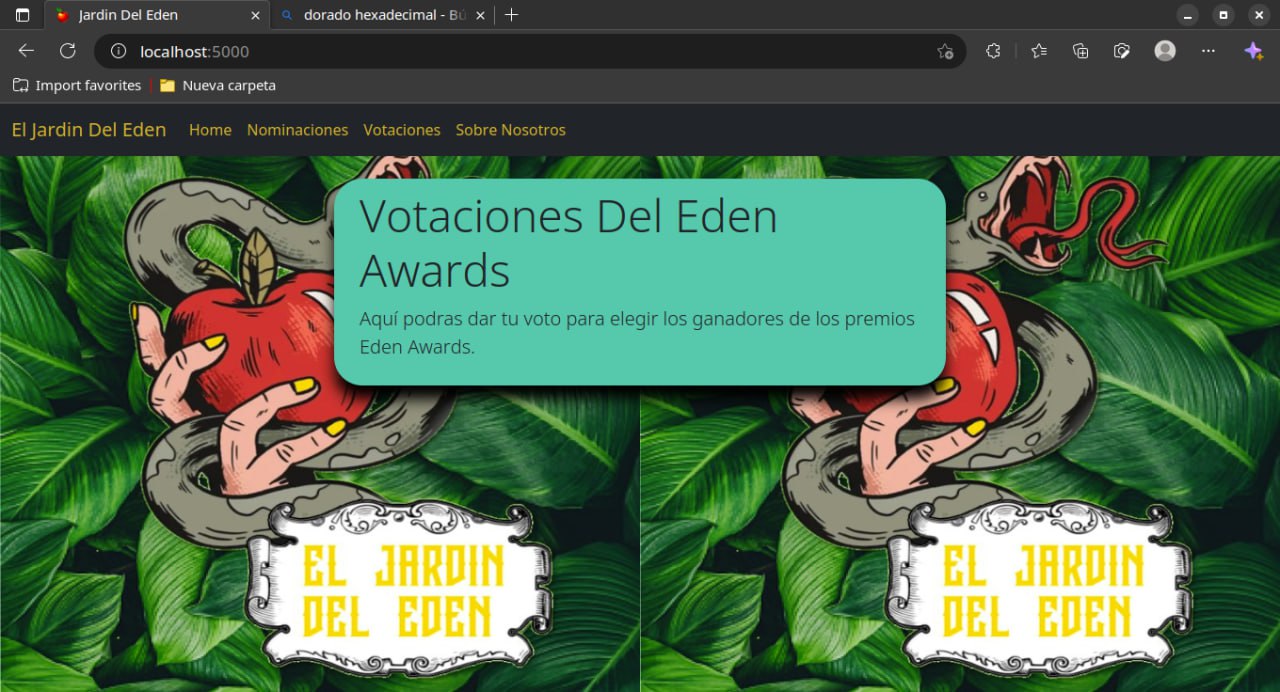 Jardin Del Eden
dorado hexadecimal - Bú
localhost:5000
Import favorites
Nueva carpeta
El Jardin Del Eden Home Nominaciones Votaciones Sobre Nosotros
Votaciones Del Eden
Awards
Aquí podras dar tu voto para elegir los ganadores de los premios
Eden Awards.
EL JARDIN
DEL EDEN
EL JARDIN
DEL EDEN